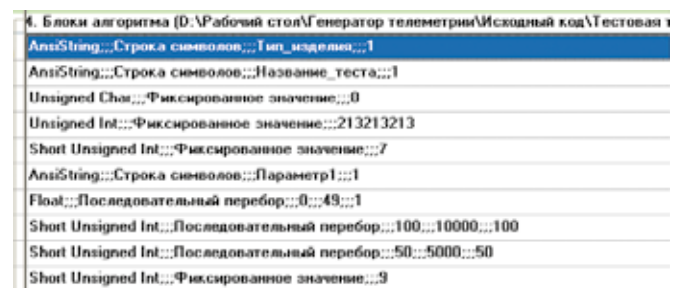 4. Блоки алгоритма (D:\Рабочий стол\Генератор телеметрии\Исходный код\Тестовая
AnsiString;;;Строка символов;;;Тип_изделия;;;1
AnsiString;;;Строка символов;;;Название_теста;;;1
Unsigned Char;;;Фиксированное значение;;;0
Unsigned Int;;;Фиксированное значение;;;213213213
Short Unsigned Int;;;Фиксированное значение;;;7
AnsiString;;;Строка символов;;;Параметр1;;;1
Float;;;Последовательный перебор;;;0;;;49;;;1
Short Unsigned Int;;;Последовательный перебор;;;100;;;10000;;;100
Short Unsigned Int;;;Последовательный перебор;;;50;;;5000;;;50
Short Unsigned Int;;;Фиксированное значение;;;9